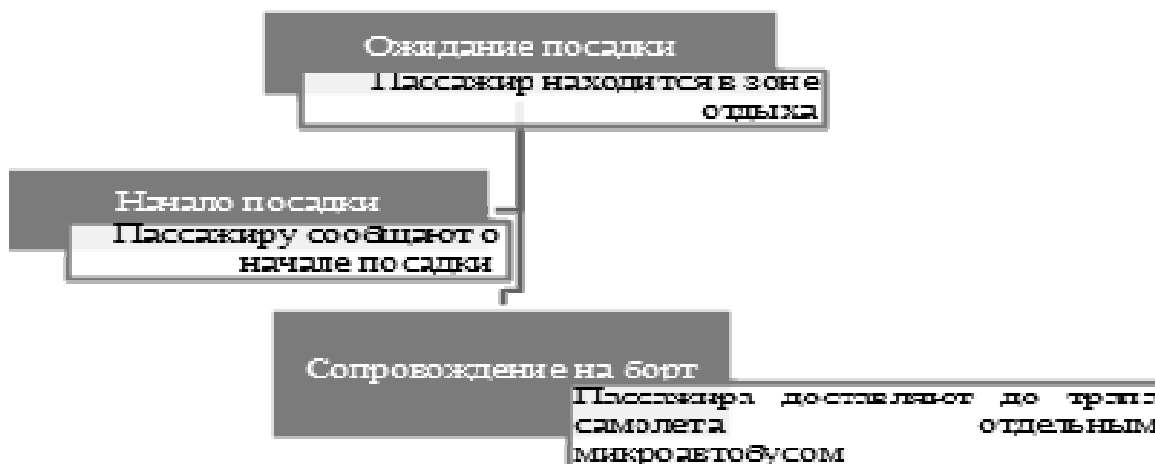 Ожидание посадки
Пассажир находится в зоне
отдыха
Начало посадки
Пассажиру сообщают о
начале посадки
Сопровождение на борт
Пассажира доставляют до трапа
самолета отдельным
микроавтобусом